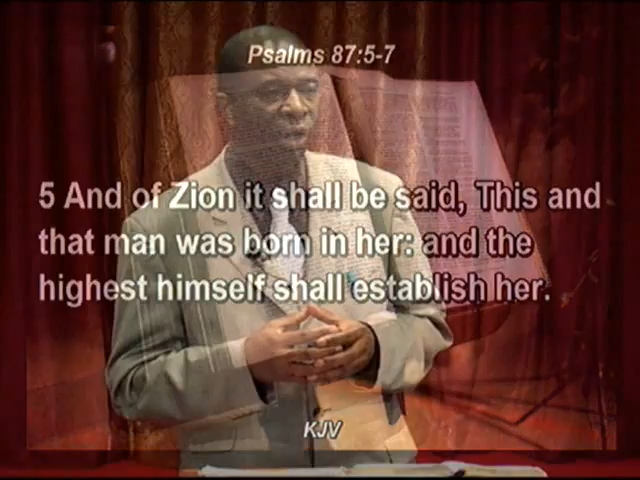 Psalms 87:5-7
5 And of Zion it shall be said, This and
that man was born in her: and the
highest himself shall establish her.
KJV